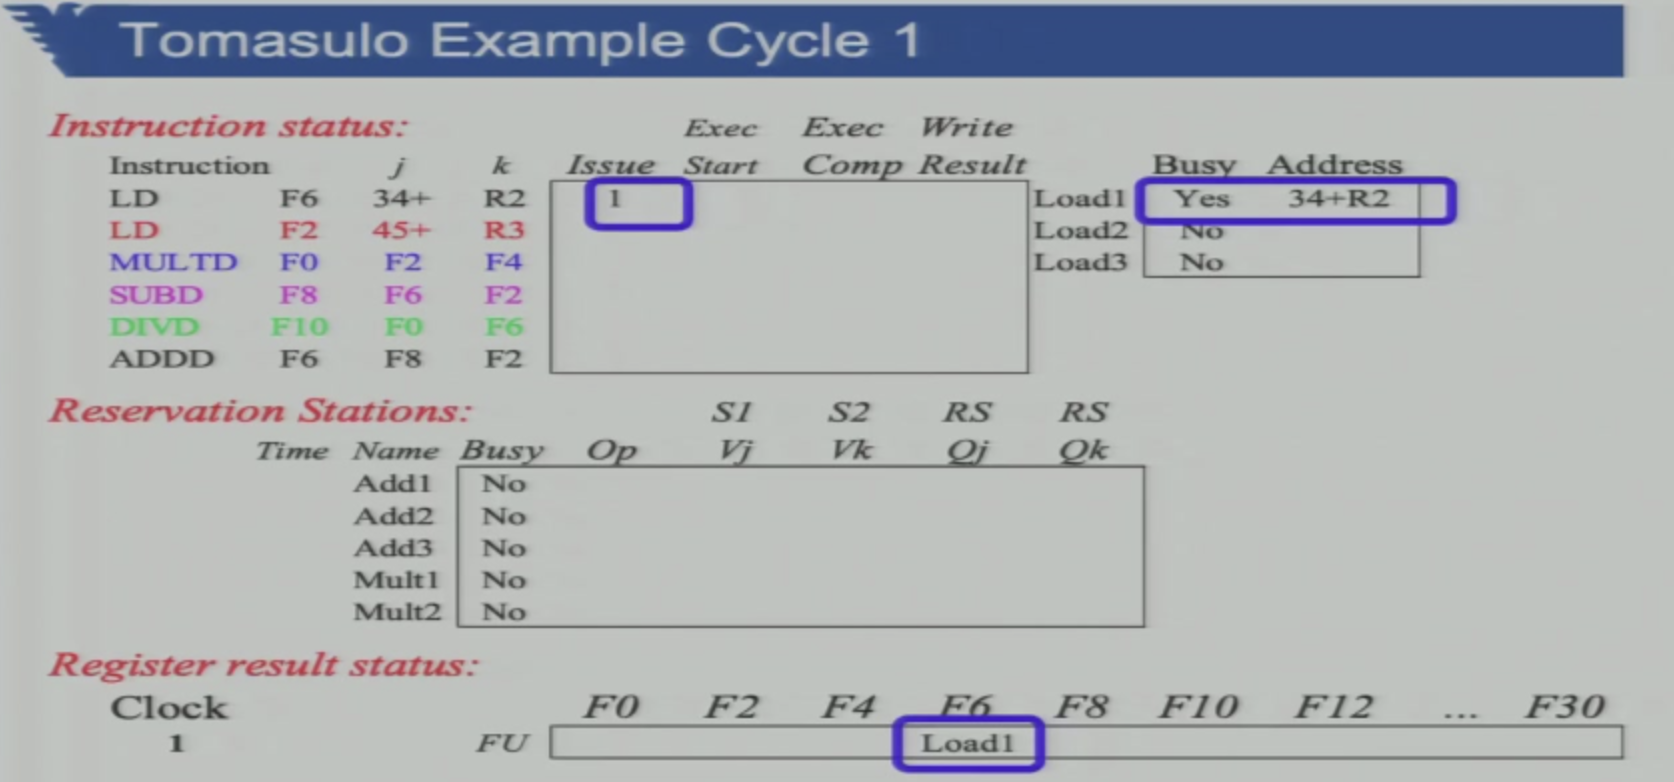 Tomasulo Example Cycle 1
Instruction status: Exec Exec Write
Instruction j k Issue Start Comp Result Busy Address
LD F6 34+ R2 1 Load1 Yes 34+R2
LD F2 45+ R3 Load2 No
MULTD F0 F2 F4 Load3 No
SUBD F8 F6 F2
DIVD F10 F0 F6
ADDD F6 F8 F2
Reservation Stations: S1 S2 RS RS
Time Name Busy Op Vj Vk Qj Qk
Add1 No
Add2 No
Add3 No
Mult1 No
Mult2 No
Register result status:
Clock F0 F2 F4 F6 F8 F10 F12 ... F30
1 FU Load1